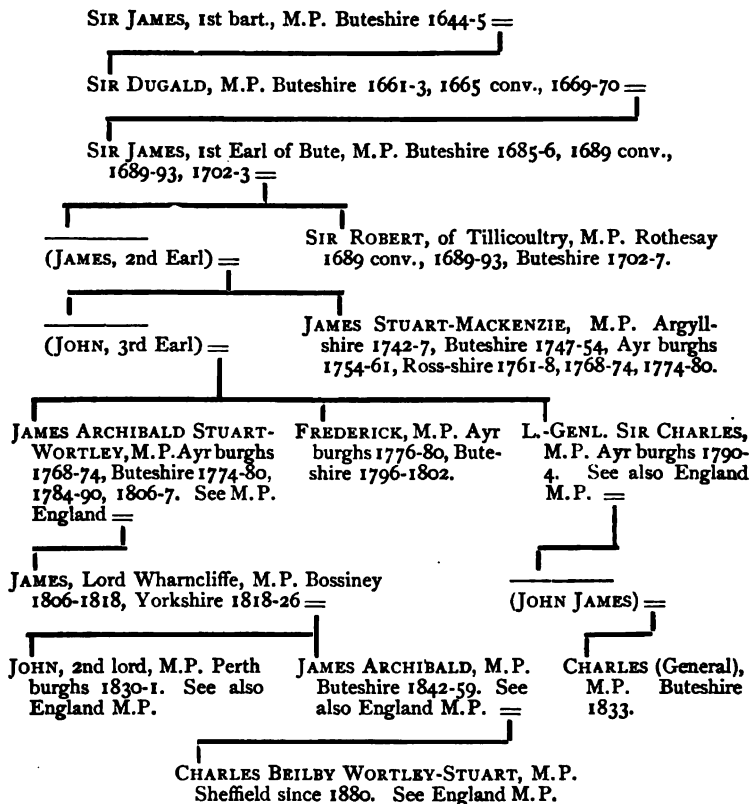 SIR JAMES, 1st bart., M.P. Buteshire 1644-5 =
SIR DUGALD, M.P. Buteshire 1661-3, 1665 conv., 1669-70 =
SIR JAMES, 1st Earl of Bute, M.P. Buteshire 1685-6, 1689 conv.,
1689-93, 1702-3 =
(JAMES, 2nd Earl) =
SIR ROBERT, of Tillicoultry, M.P. Rothesay
1689 conv., 1689-93, Buteshire 1702-7.
(JOHN, 3rd Earl) =
JAMES STUART-MACKENZIE, M.P. Argyll-
shire 1742-7, Buteshire 1747-54, Ayr burghs
1754-61, Ross-shire 1761-8, 1768-74, 1774-80.
JAMES ARCHIBALD STUART-
WORTLEY, M.P. Ayr burghs
1768-74, Buteshire 1774-80,
1784-90, 1806-7. See M.P.
England =
FREDERICK, M.P. Ayr
burghs 1776-80, Bute-
shire 1796-1802.
L.-GENL. SIR CHARLES,
M.P. Ayr burghs 1790-
4. See also England
M.P. =
JAMES, Lord Wharncliffe, M.P. Bossiney
1806-1818, Yorkshire 1818-26 =
(JOHN JAMES) =
JOHN, 2nd lord, M.P. Perth
burghs 1830-1. See also
England M.P.
JAMES ARCHIBALD, M.P.
Buteshire 1842-59. See
also England M.P. =
CHARLES (General),
M.P. Buteshire
1833.
CHARLES BEILBY WORTLEY-STUART, M.P.
Sheffield since 1880. See England M.P.